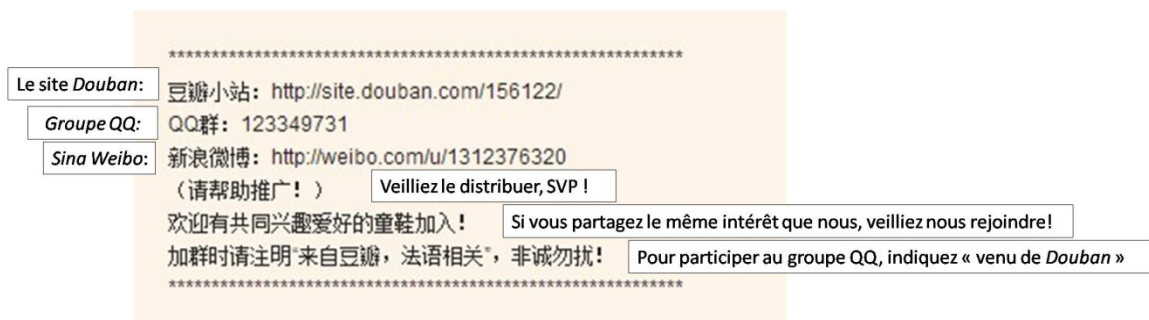 ************************************************************
Le site Douban: 豆瓣小站：http://site.douban.com/156122/
Groupe QQ: QQ群：123349731
Sina Weibo: 新浪微博：http://weibo.com/u/1312376320
（请帮助推广！） Veilliez le distribuer, SVP !
欢迎有共同兴趣爱好的童鞋加入！ Si vous partagez le même intérêt que nous, veilliez nous rejoindre!
加群时请注明“来自豆瓣，法语相关”，非诚勿扰！ Pour participer au groupe QQ, indiquez « venu de Douban »
************************************************************